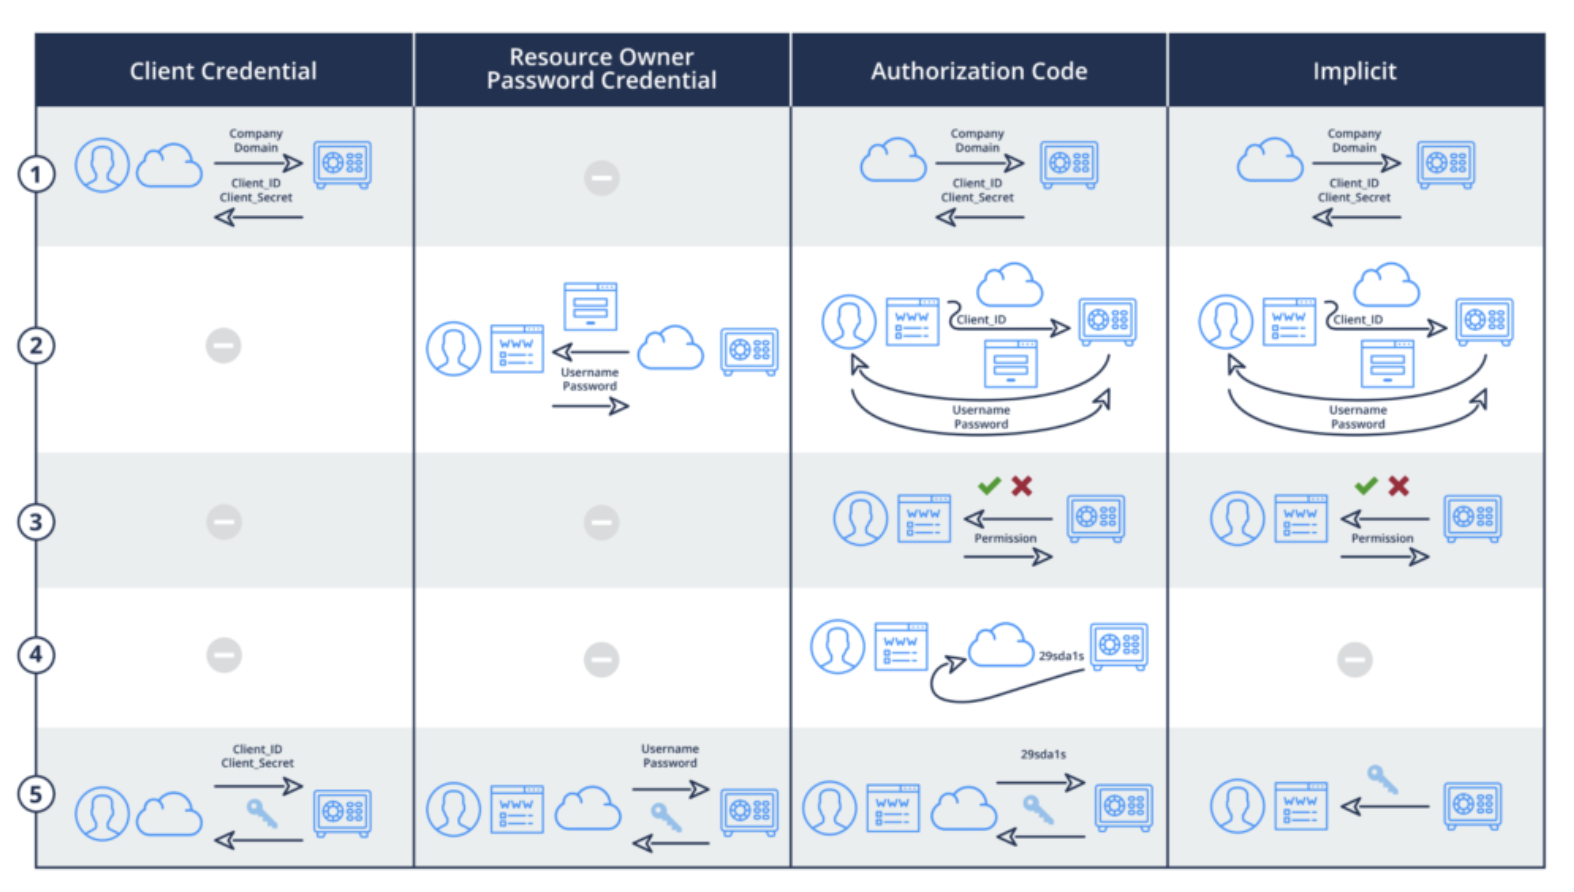 Client Credential
Resource Owner
Password Credential
Authorization Code
Implicit
1
Company
Domain
Client_ID
Client_Secret
Company
Domain
Client_ID
Client_Secret
Company
Domain
Client_ID
Client_Secret
2
WWW
Username
Password
WWW
Client_ID
Username
Password
WWW
Client_ID
Username
Password
3
WWW
Permission
WWW
Permission
4
WWW
29sda1s
5
Client_ID
Client_Secret
Username
Password
WWW
29sda1s
WWW
WWW